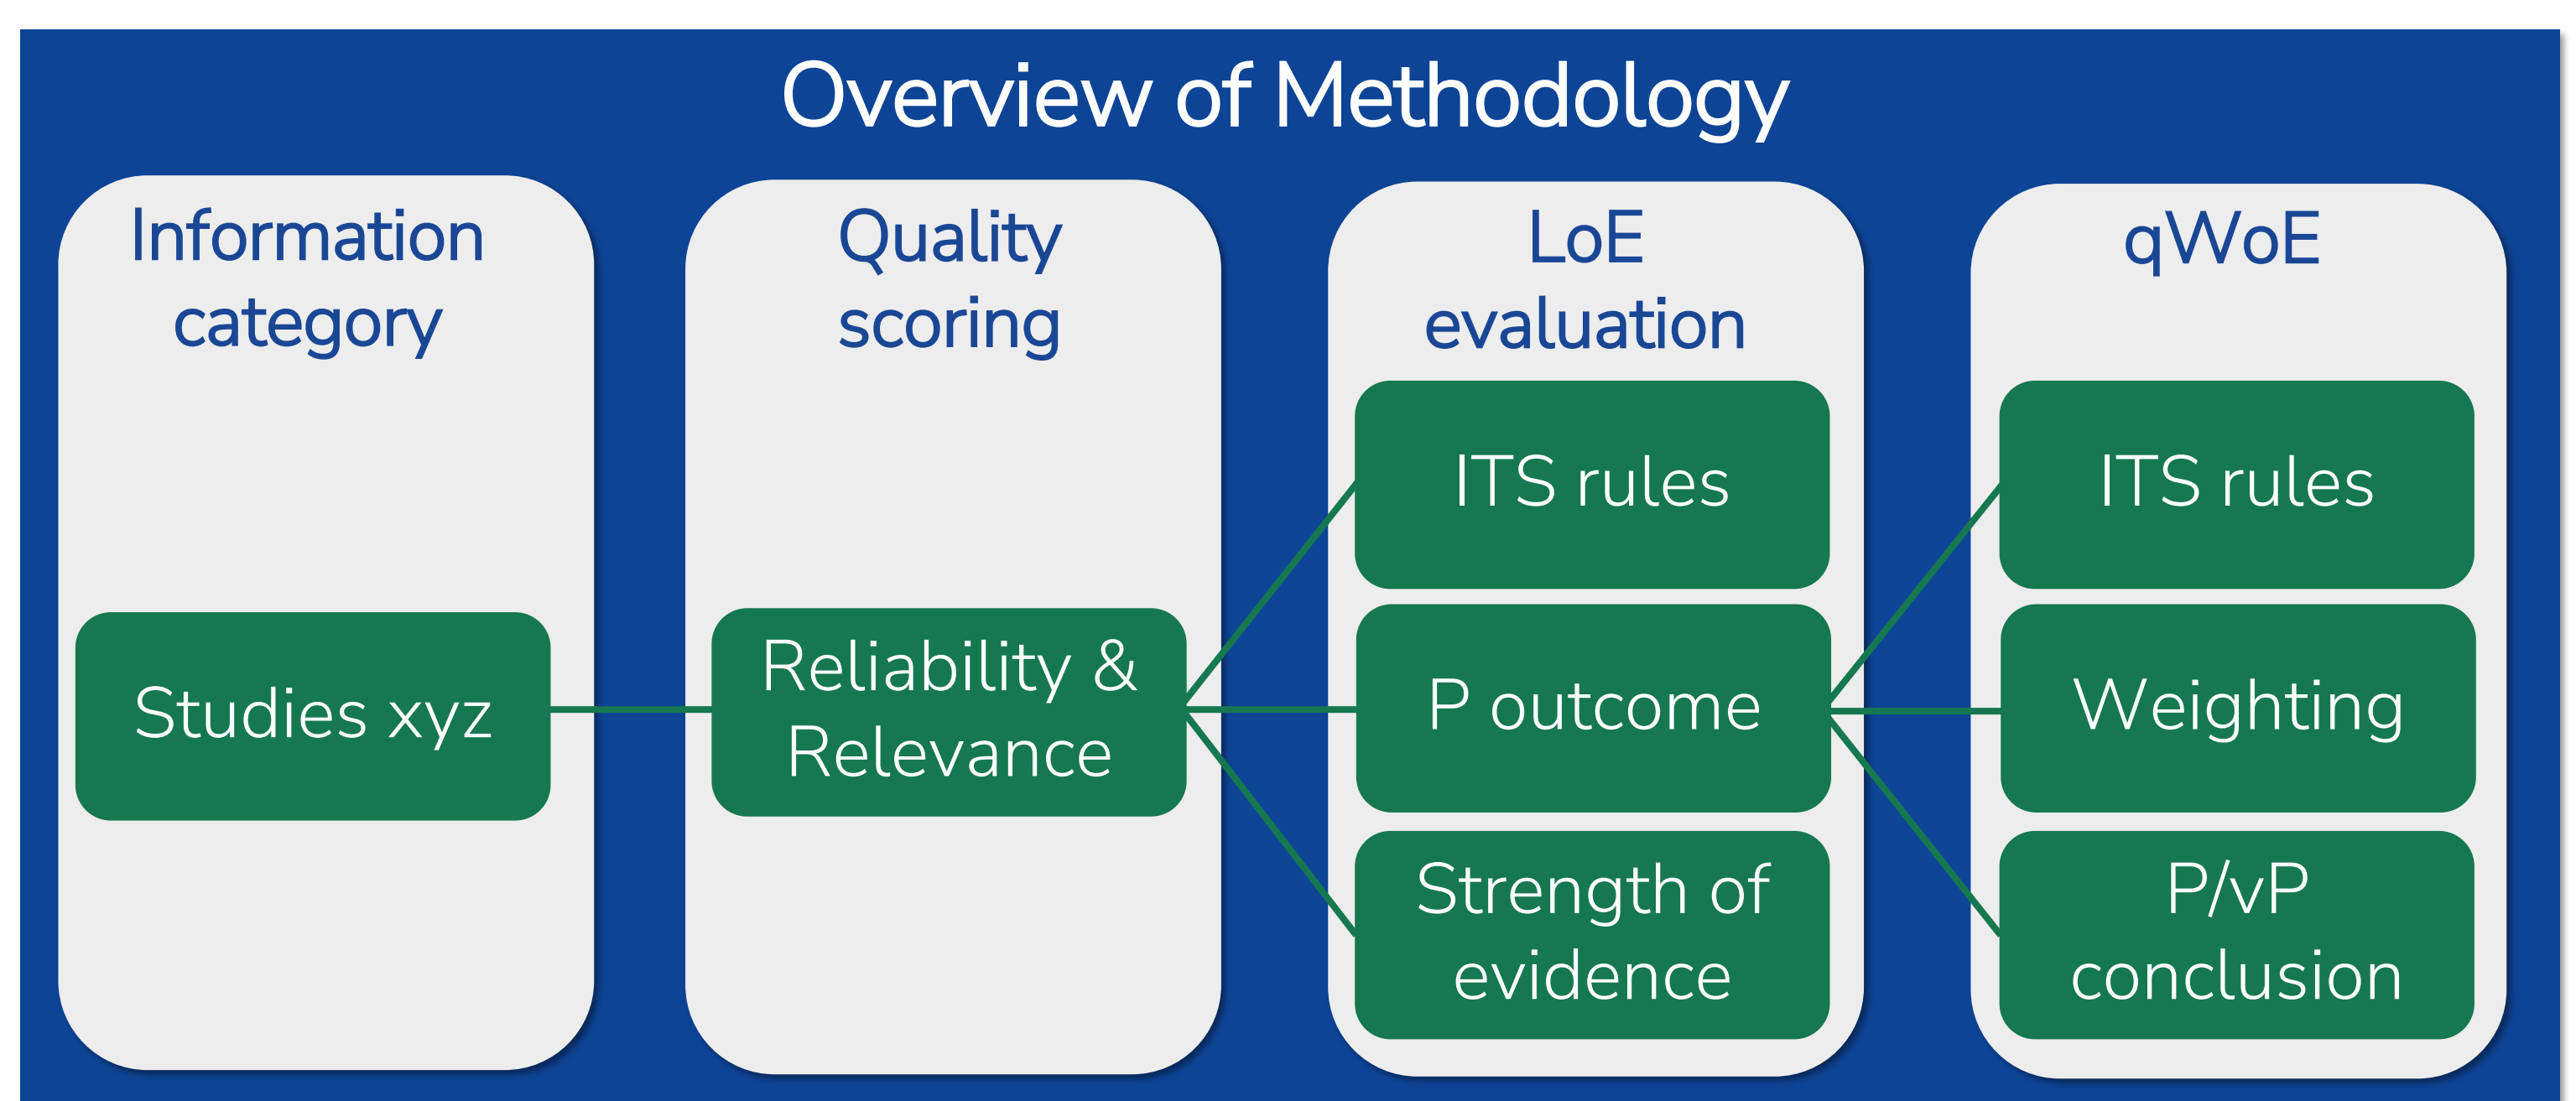 Overview of Methodology
Information
category
Studies xyz
Quality
scoring
Reliability &
Relevance
LoE
evaluation
ITS rules
P outcome
Strength of
evidence
qWoE
ITS rules
Weighting
P/vP
conclusion